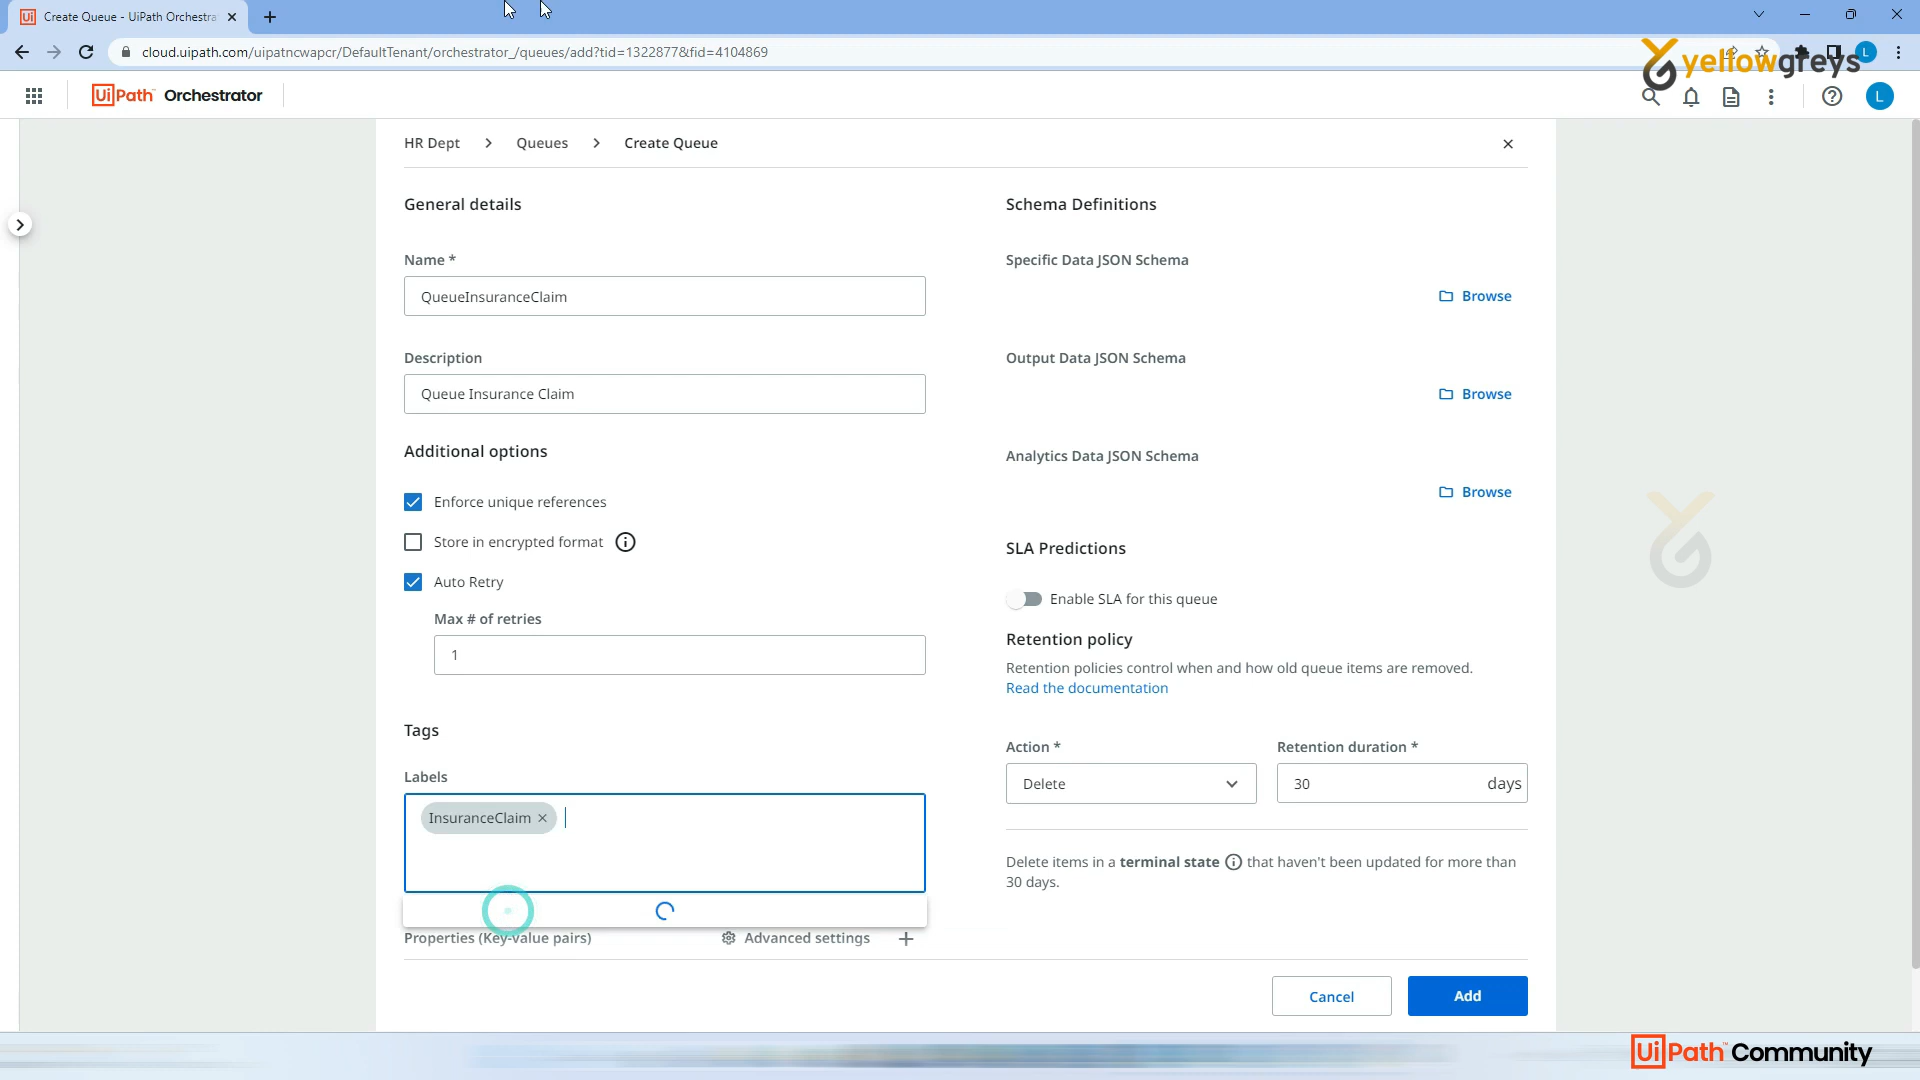 Create Queue - UiPath Orchestra
cloud.uipath.com/uipatncwapcr/DefaultTenant/orchestrator_/queues/add?tid=1322877&fid=4104869
L
yellowgreys
UiPath Orchestrator
L
HR Dept > Queues > Create Queue
General details
Name *
QueueInsuranceClaim
Description
Queue Insurance Claim
Additional options
Enforce unique references
Store in encrypted format
Auto Retry
Max # of retries
1
Tags
Labels
InsuranceClaim
Properties (Key-value pairs)
Advanced settings
Schema Definitions
Specific Data JSON Schema
Browse
Output Data JSON Schema
Browse
Analytics Data JSON Schema
Browse
SLA Predictions
Enable SLA for this queue
Retention policy
Retention policies control when and how old queue items are removed.
Read the documentation
Action * Retention duration *
Delete 30 days
Delete items in a terminal state that haven't been updated for more than
30 days.
Cancel Add
UiPath™ Community